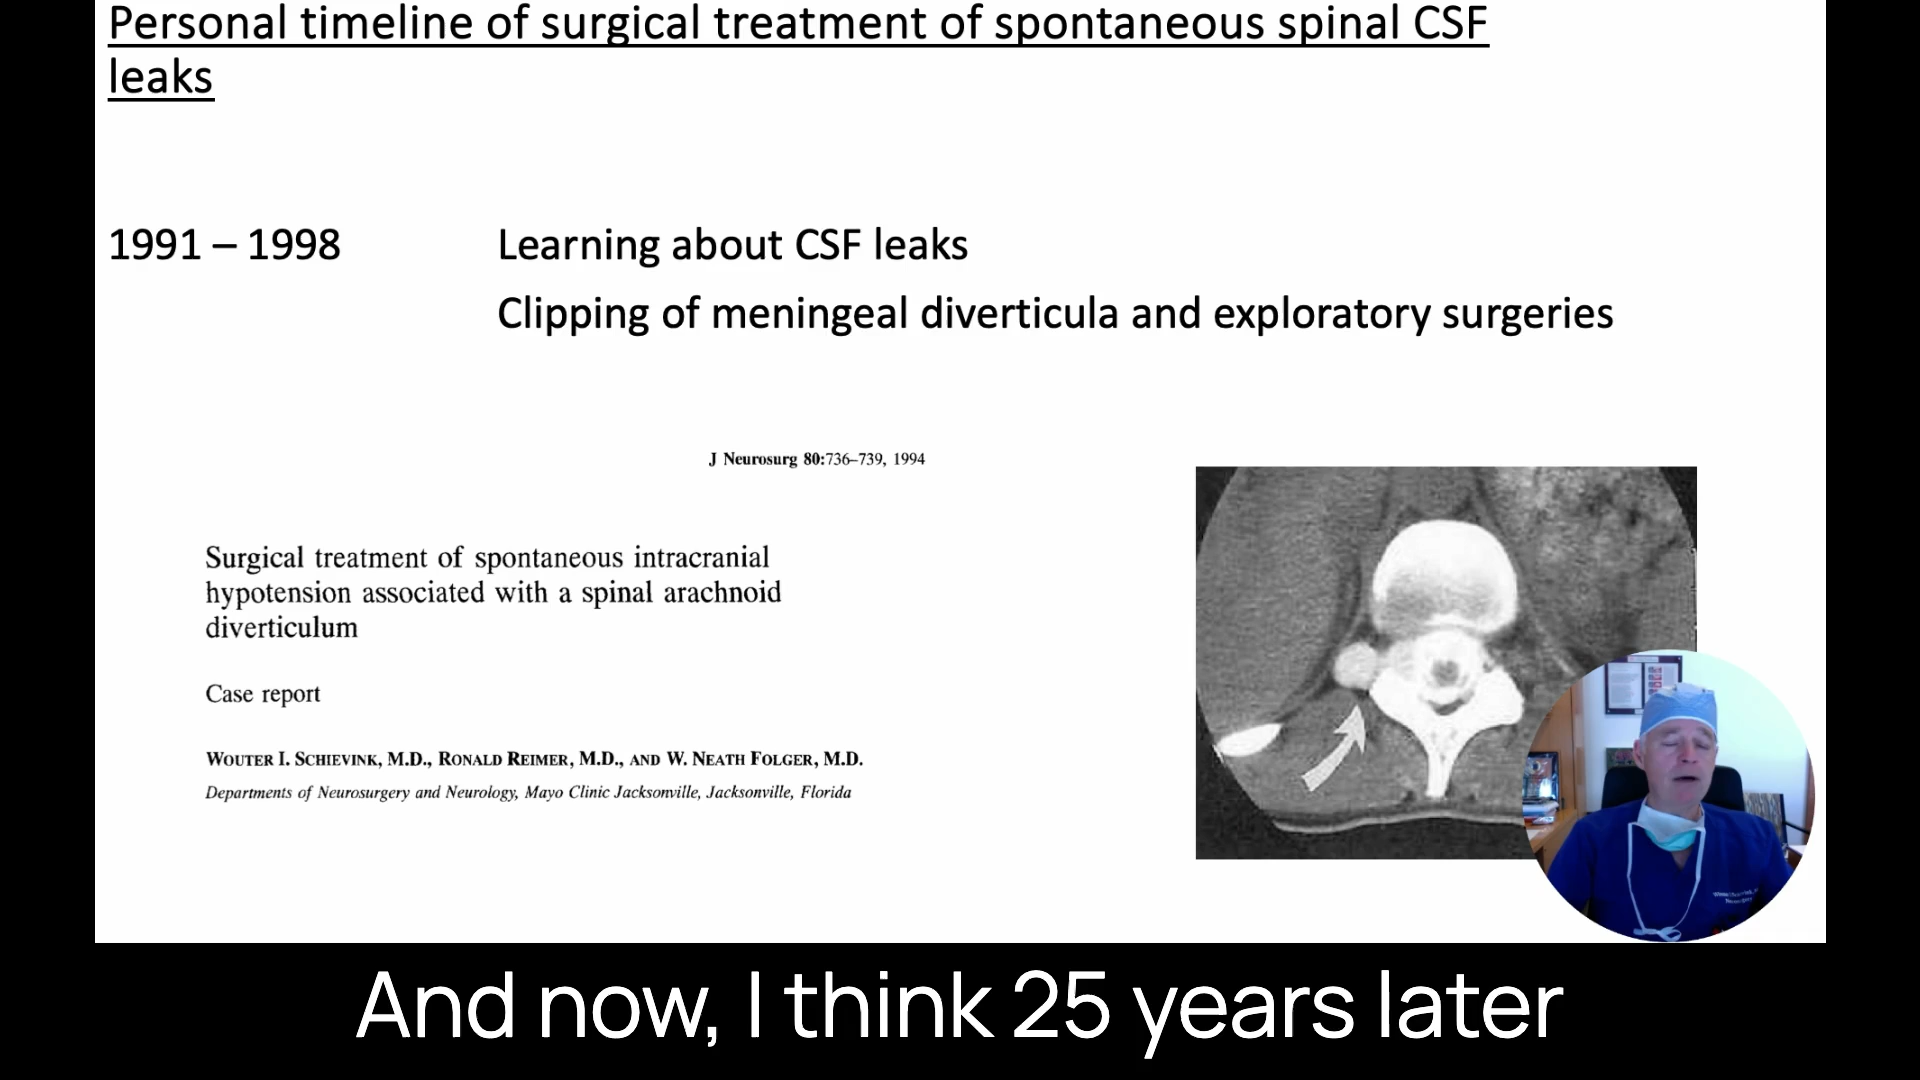 Personal timeline of surgical treatment of spontaneous spinal CSF
leaks
1991 – 1998
Learning about CSF leaks
Clipping of meningeal diverticula and exploratory surgeries
J Neurosurg 80:736–739, 1994
Surgical treatment of spontaneous intracranial
hypotension associated with a spinal arachnoid
diverticulum
Case report
WOUTER I. SCHIEVINK, M.D., RONALD REIMER, M.D., AND W. NEATH FOLGER, M.D.
Departments of Neurosurgery and Neurology, Mayo Clinic Jacksonville, Jacksonville, Florida
And now, I think 25 years later